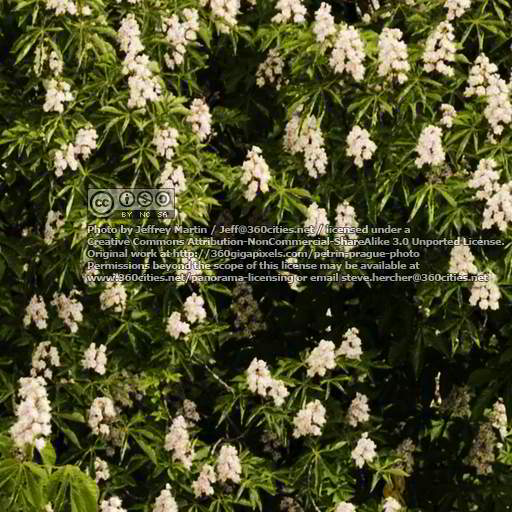 cc
BY NC SA
Photo by Jeffrey Martin / Jeff@360cities.net / licensed under a
Creative Commons Attribution-NonCommercial-ShareAlike 3.0 Unported License.
Original work at http://360gigapixels.com/petrin-prague-photo
Permissions beyond the scope of this license may be available at
www.360cities.net/panorama-licensing or email steve.hercher@360cities.net